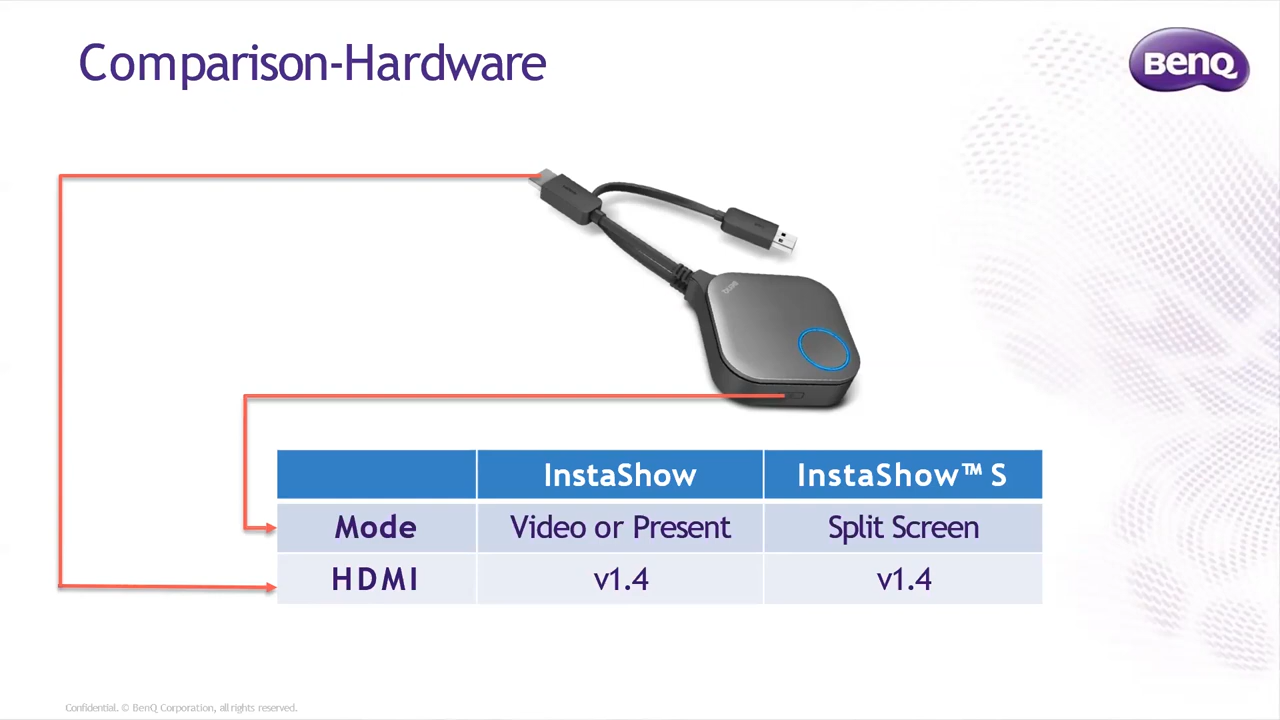 Comparison-Hardware
BenQ
BenQ
InstaShow
InstaShow™ S
Mode
Video or Present
Split Screen
HDMI
v1.4
v1.4
Confidential. © BenQ Corporation, all rights reserved.